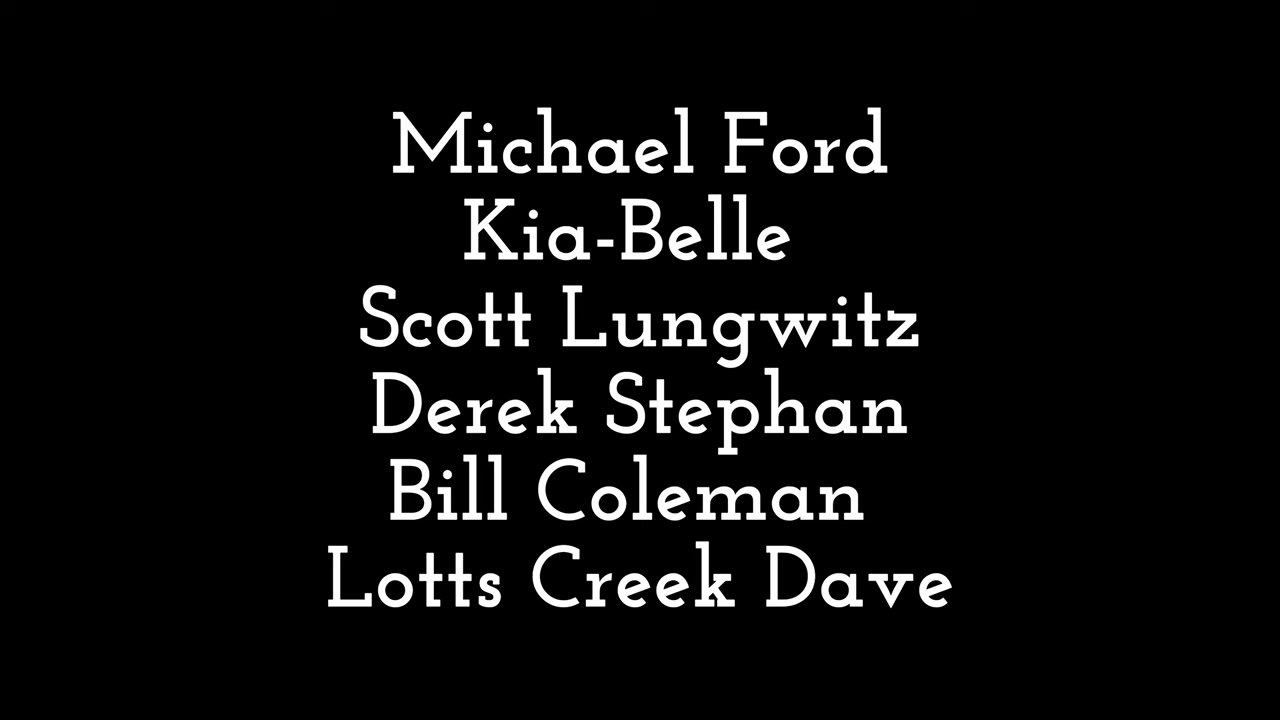 Michael Ford
Kia-Belle
Scott Lungwitz
Derek Stephan
Bill Coleman
Lotts Creek Dave